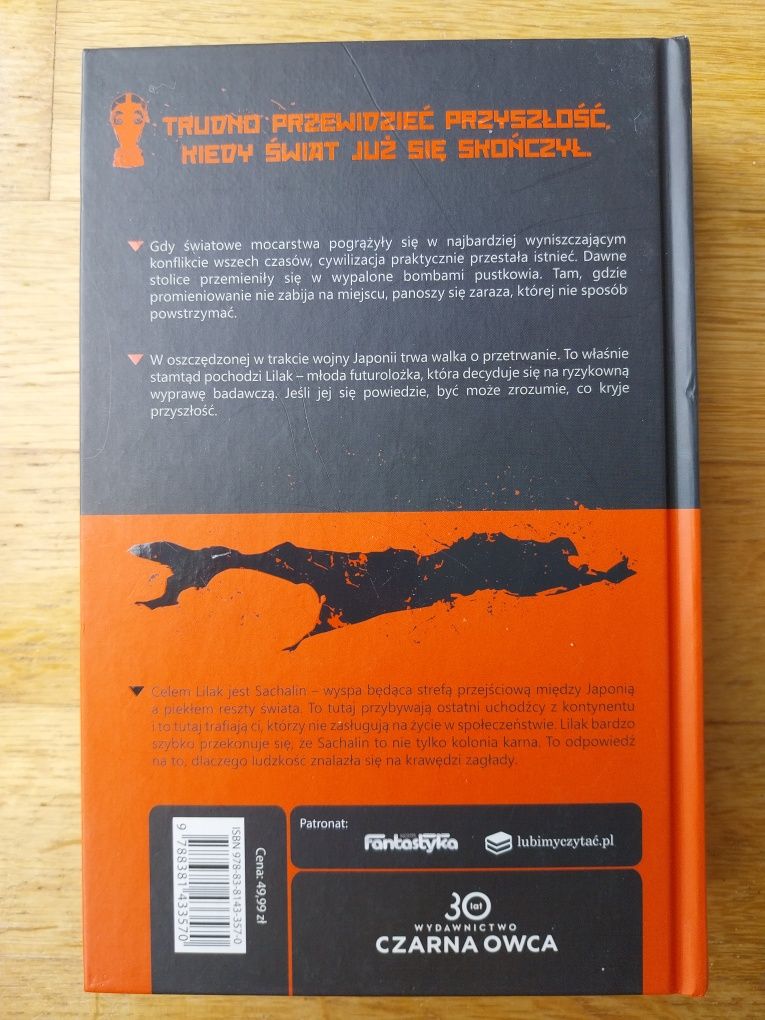 TRUDNO PRZEWIDZIEĆ PRZYSZŁOŚĆ,
KIEDY ŚWIAT JUŻ SIĘ SKOŃCZYŁ.
Gdy światowe mocarstwa pogrążyły się w najbardziej wyniszczającym
konflikcie wszech czasów, cywilizacja praktycznie przestała istnieć. Dawne
stolice przemieniły się w wypalone bombami pustkowia. Tam, gdzie
promieniowanie nie zabija na miejscu, panoszy się zaraza, której nie sposób
powstrzymać.
W oszczędzonej w trakcie wojny Japonii trwa walka o przetrwanie. To właśnie
stamtąd pochodzi Lilak – młoda futurolożka, która decyduje się na ryzykowną
wyprawę badawczą. Jeśli jej się powiedzie, być może zrozumie, co kryje
przyszłość.
Celem Lilak jest Sachalin – wyspa będąca strefą przejściową między Japonią
a piekłem reszty świata. To tutaj przybywają ostatni uchodźcy z kontynentu
i to tutaj trafiają ci, którzy nie zasługują na życie w społeczeństwie. Lilak bardzo
szybko przekonuje się, że Sachalin to nie tylko kolonia karna. To odpowiedź
na to, dlaczego ludzkość znalazła się na krawędzi zagłady.
Cena: 49,99 zł
ISBN 978-83-8143-357-0
9 788381 433570
Patronat:
Fantastyka
lubimyczytać.pl
30 lat
WYDAWNICTWO
CZARNA OWCA